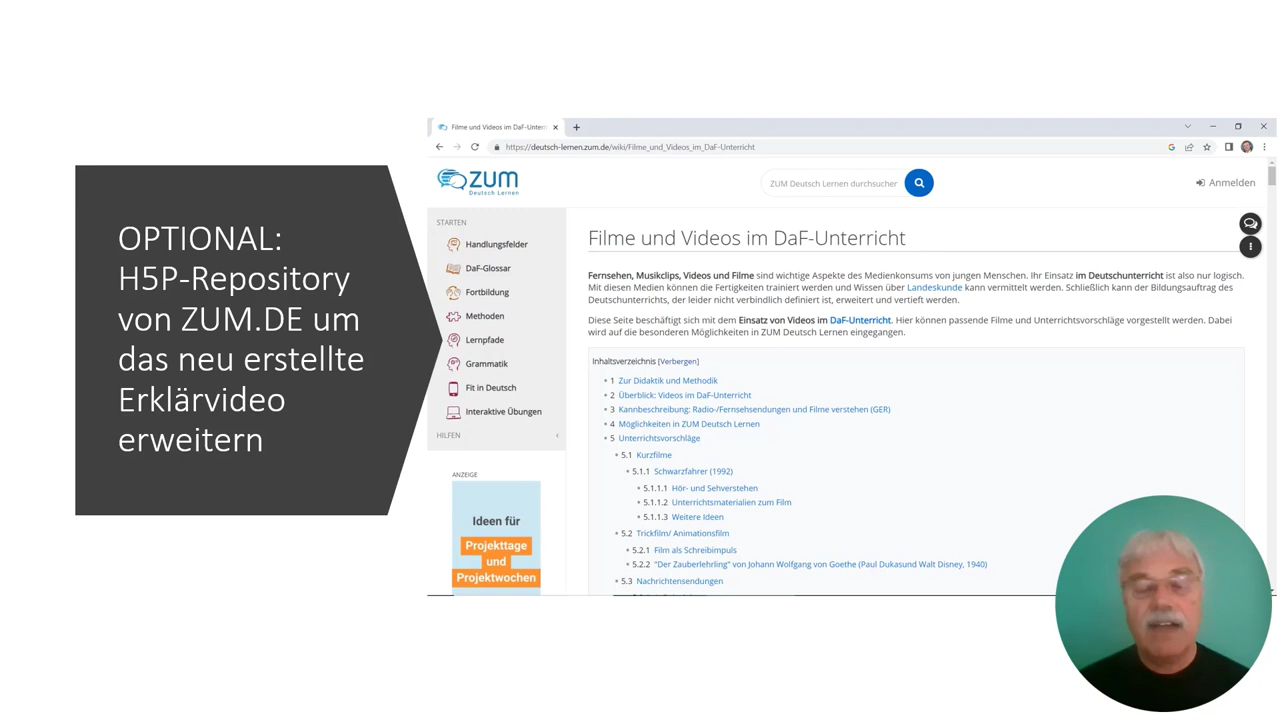 OPTIONAL:
H5P-Repository
von ZUM.DE um
das neu erstellte
Erklärvideo
erweitern
Filme und Videos im DaF-Unterr
https://deutsch-lernen.zum.de/wiki/Filme_und_Videos_im_DaF-Unterricht
ZUM
Deutsch Lernen
ZUM Deutsch Lernen durchsuchen
Anmelden
STARTEN
Handlungsfelder
DaF-Glossar
Fortbildung
Methoden
Lernpfade
Grammatik
Fit in Deutsch
Interaktive Übungen
HILFEN
ANZEIGE
Ideen für
Projekttage
und
Projektwochen
Filme und Videos im DaF-Unterricht
Fernsehen, Musikclips, Videos und Filme sind wichtige Aspekte des Medienkonsums von jungen Menschen. Ihr Einsatz im Deutschunterricht ist also nur logisch.
Mit diesen Medien können die Fertigkeiten trainiert werden und Wissen über Landeskunde kann vermittelt werden. Schließlich kann der Bildungsauftrag des
Deutschunterrichts, der leider nicht verbindlich definiert ist, erweitert und vertieft werden.
Diese Seite beschäftigt sich mit dem Einsatz von Videos im DaF-Unterricht. Hier können passende Filme und Unterrichtsvorschläge vorgestellt werden. Dabei
wird auf die besonderen Möglichkeiten in ZUM Deutsch Lernen eingegangen.
Inhaltsverzeichnis [Verbergen]
1 Zur Didaktik und Methodik
2 Überblick: Videos im DaF-Unterricht
3 Kannbeschreibung: Radio-/Fernsehsendungen und Filme verstehen (GER)
4 Möglichkeiten in ZUM Deutsch Lernen
5 Unterrichtsvorschläge
5.1 Kurzfilme
5.1.1 Schwarzfahrer (1992)
5.1.1.1 Hör- und Sehverstehen
5.1.1.2 Unterrichtsmaterialien zum Film
5.1.1.3 Weitere Ideen
5.2 Trickfilm/ Animationsfilm
5.2.1 Film als Schreibimpuls
5.2.2 "Der Zauberlehrling" von Johann Wolfgang von Goethe (Paul Dukasund Walt Disney, 1940)
5.3 Nachrichtensendungen